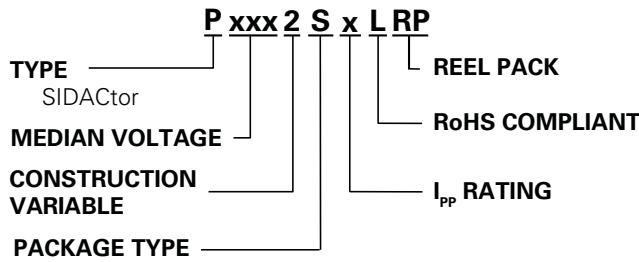 P xxx 2 S x L RP
TYPE
SIDACtor
MEDIAN VOLTAGE
CONSTRUCTION
VARIABLE
PACKAGE TYPE
REEL PACK
RoHS COMPLIANT
IPP RATING